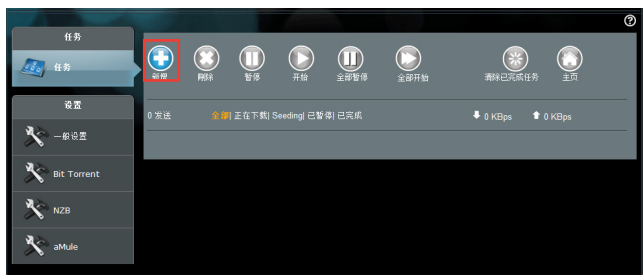 ?
任务
任务
新增
删除
暂停
开始
全部暂停
全部开始
清除已完成任务
主页
0 发送
全部| 正在下载| Seeding| 已暂停| 已完成
0 KBps
0 KBps
设置
一般设置
Bit Torrent
NZB
aMule